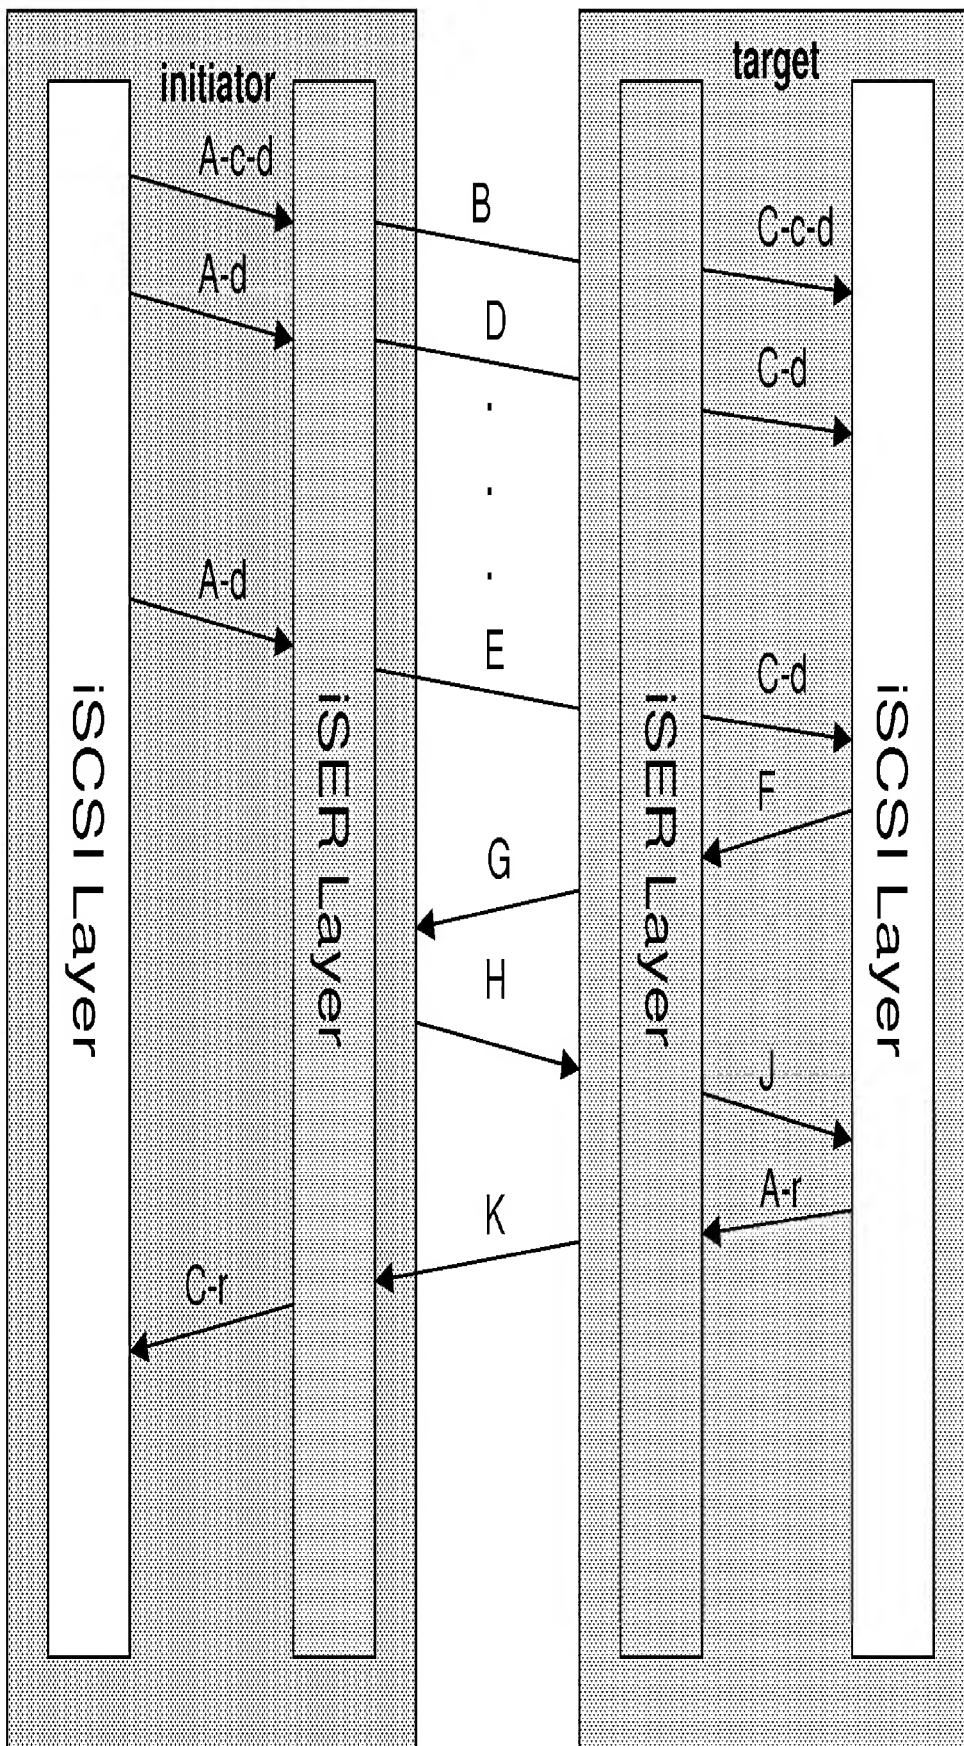 initiator
target
A-c-d
B
C-c-d
A-d
D
C-d
.
.
.
A-d
E
C-d
F
G
H
J
A-r
K
C-r
iSCSI Layer
iSER Layer
iSER Layer
iSCSI Layer